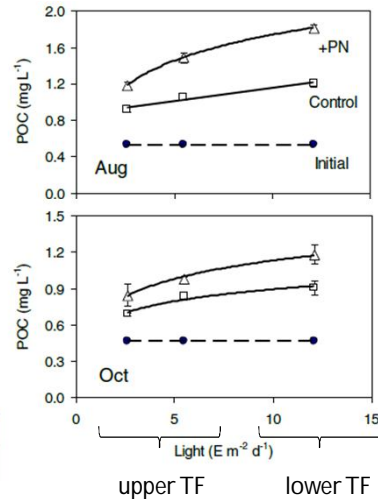 2.0
1.6
1.2
0.8
0.4
0.0
POC (mg L⁻¹)
+PN
Control
Initial
Aug
1.5
1.2
0.9
0.6
0.3
0.0
POC (mg L⁻¹)
Oct
0 5 10 15
Light (E m⁻² d⁻¹)
upper TF lower TF